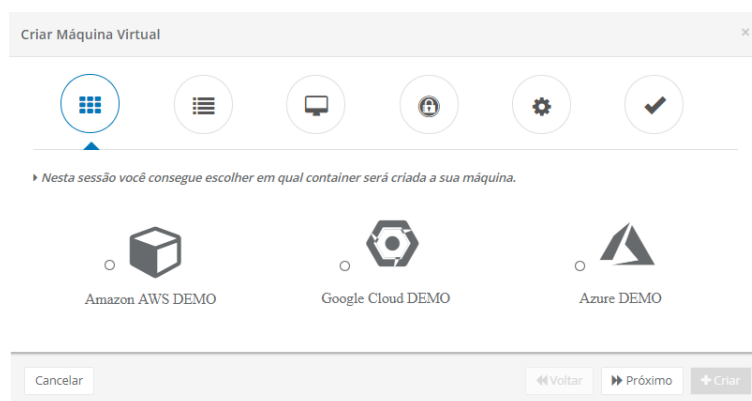 Criar Máquina Virtual
×
Nesta sessão você consegue escolher em qual container será criada a sua máquina.
Amazon AWS DEMO
Google Cloud DEMO
Azure DEMO
Cancelar
Voltar
Próximo
+ Criar